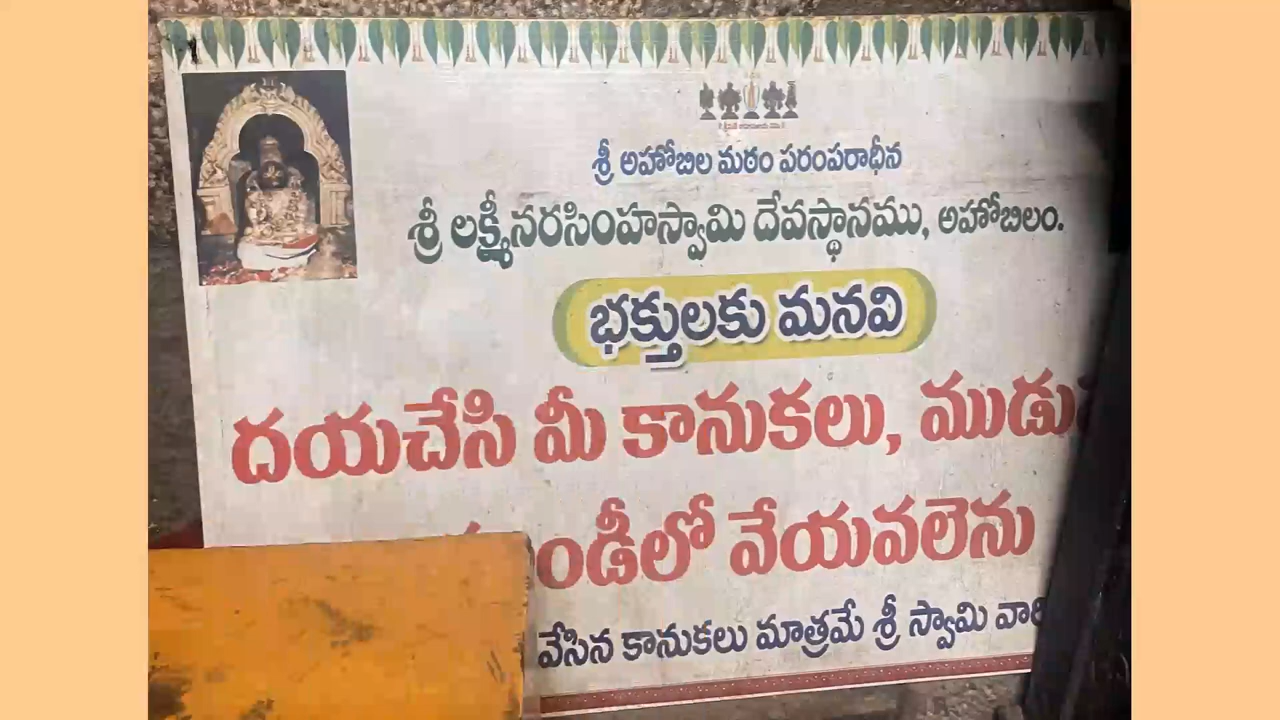 శ్రీ అహోబిల మఠం పరంపరాధీన
శ్రీ లక్ష్మీనరసింహస్వామి దేవస్థానము, అహోబిలం.
భక్తులకు మనవి
దయచేసి మీ కానుకలు,
వేయవలెను
వేసిన కానుకలు మాత్రమే శ్రీ స్వామి